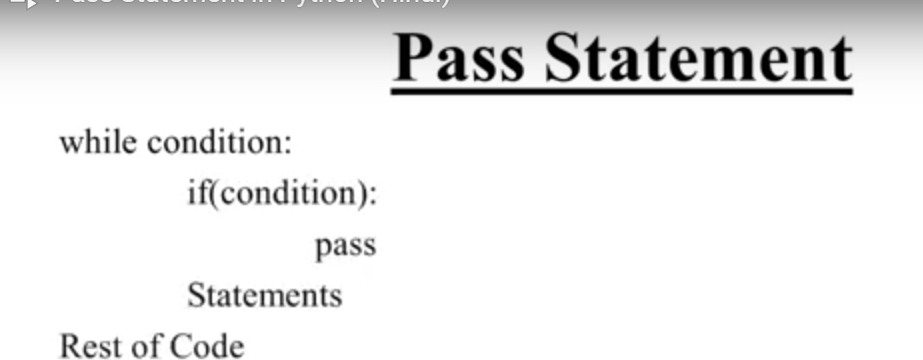 Pass Statement in Python (Hindi)
Pass Statement
while condition:
if(condition):
pass
Statements
Rest of Code